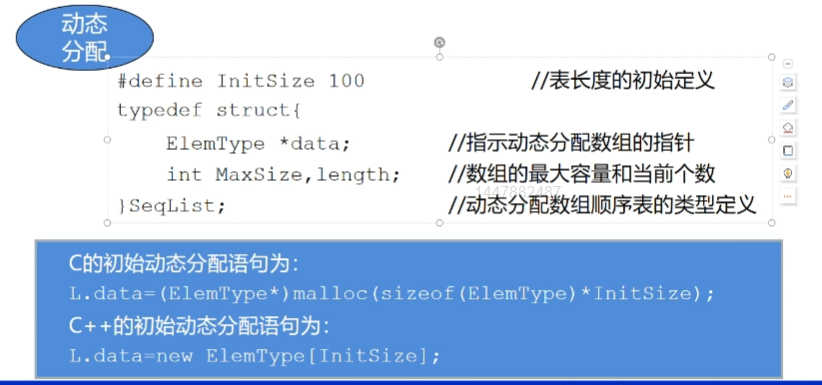 动态
分配
#define InitSize 100 //表长度的初始定义
typedef struct{
ElemType *data; //指示动态分配数组的指针
int MaxSize,length; //数组的最大容量和当前个数
1447882487
}SeqList; //动态分配数组顺序表的类型定义
C的初始动态分配语句为:
L.data=(ElemType*)malloc(sizeof(ElemType)*InitSize);
C++的初始动态分配语句为:
L.data=new ElemType[InitSize];